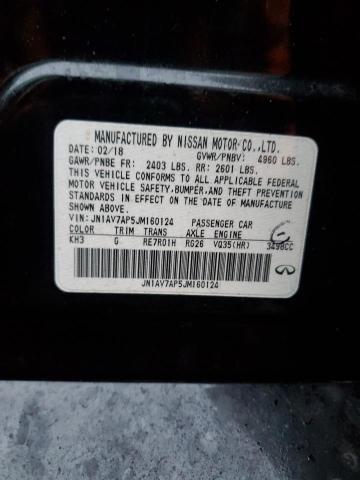 MANUFACTURED BY NISSAN MOTOR CO.,LTD.
DATE: 02/18 GVWR/PNBV: 4960 LBS.
GAWR/PNBE FR: 2403 LBS. RR: 2601 LBS.
THIS VEHICLE CONFORMS TO ALL APPLICABLE FEDERAL
MOTOR VEHICLE SAFETY,BUMPER,AND THEFT PREVENTION
STANDARDS IN EFFECT ON THE DATE OF MANUFACTURE
SHOWN ABOVE.
VIN: JN1AV7AP5JM160124 PASSENGER CAR
COLOR TRIM TRANS AXLE ENGINE 6
KH3 G RE7R01H RG26 VQ35(HR) 3498CC
JN1AV7AP5JM160124